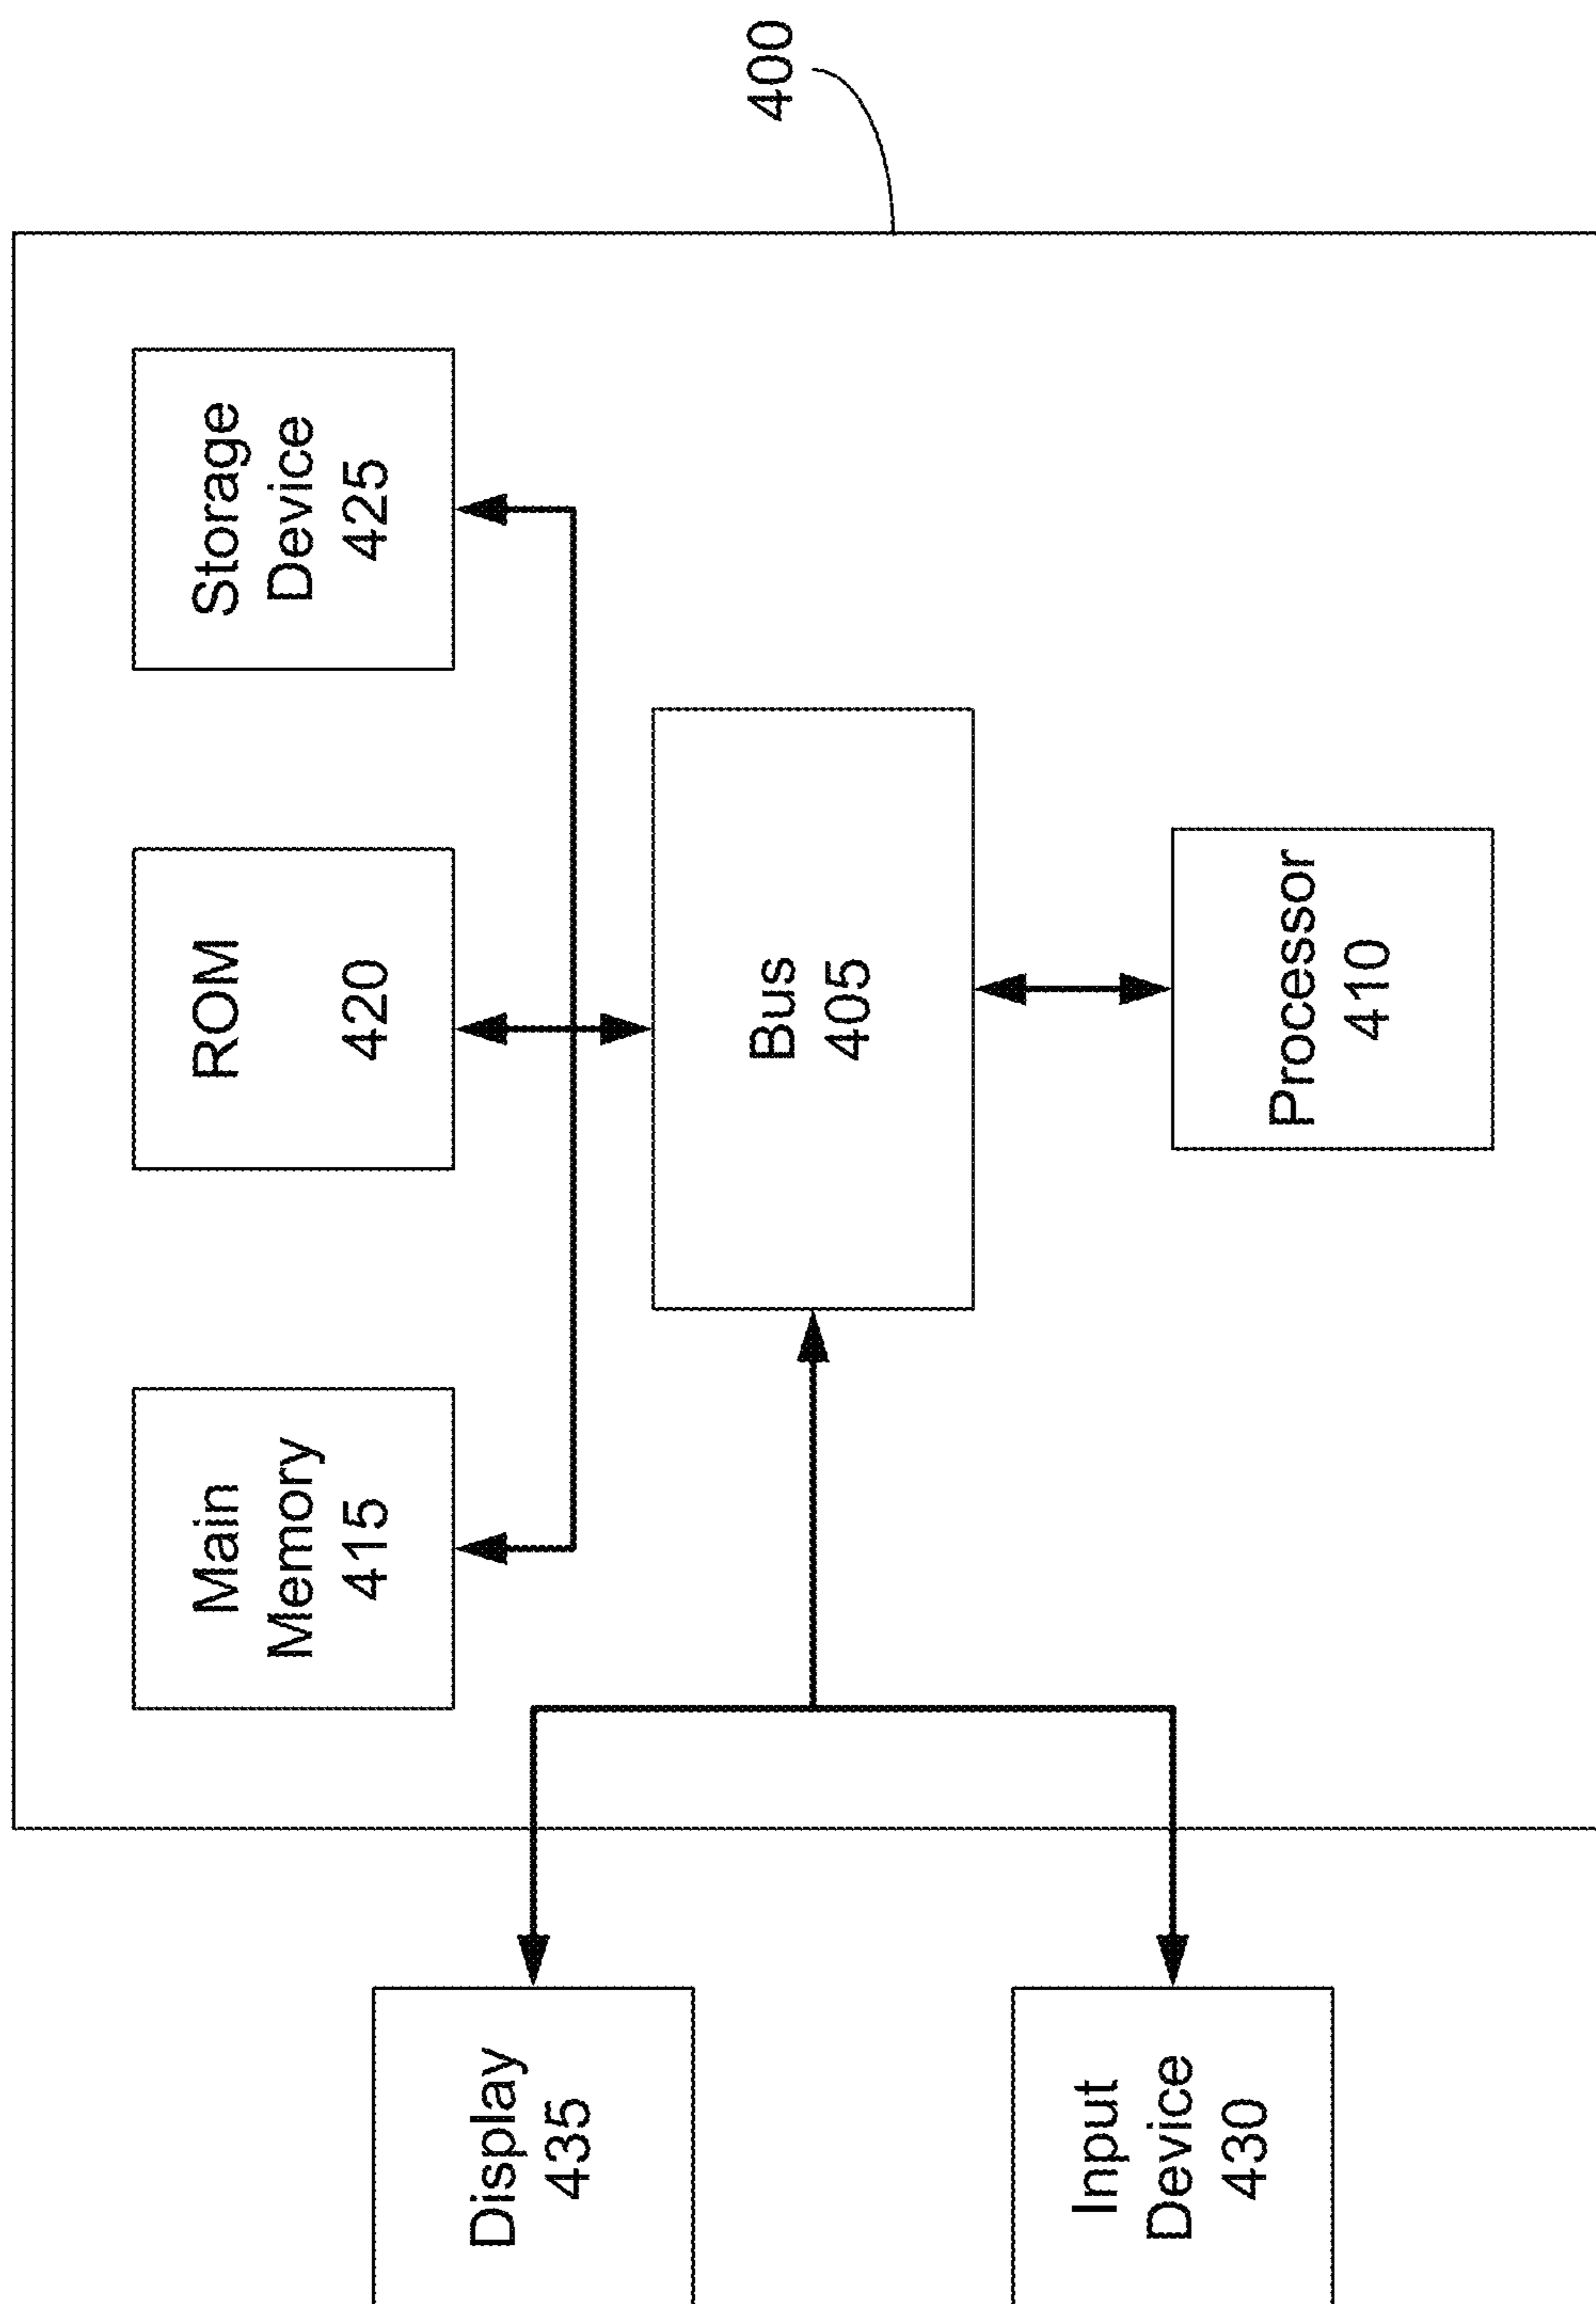 400
Main
Memory
415
ROM
420
Storage
Device
425
Display
435
Bus
405
Input
Device
430
Processor
410